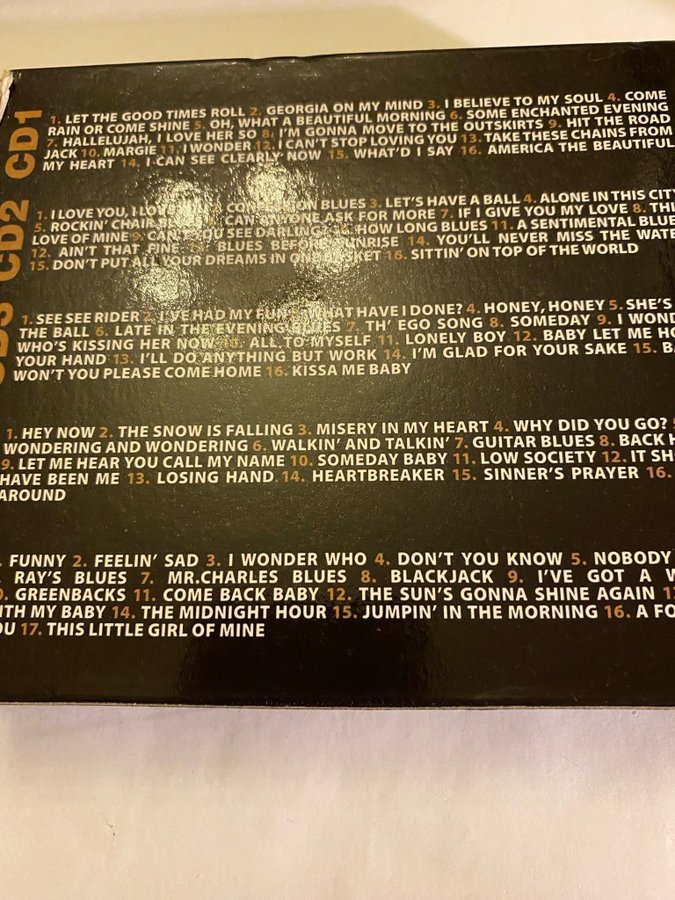 CD1
1. LET THE GOOD TIMES ROLL 2. GEORGIA ON MY MIND 3. I BELIEVE TO MY SOUL 4. COME
RAIN OR COME SHINE 5. OH, WHAT A BEAUTIFUL MORNING 6. SOME ENCHANTED EVENING
7. HALLELUJAH, I LOVE HER SO 8. I'M GONNA MOVE TO THE OUTSKIRTS 9. HIT THE ROAD
JACK 10. MARGIE 11. I WONDER 12. I CAN'T STOP LOVING YOU 13. TAKE THESE CHAINS FROM
MY HEART 14. I CAN SEE CLEARLY NOW 15. WHAT'D I SAY 16. AMERICA THE BEAUTIFUL
CD2
1. I LOVE YOU, I BLUES 3. LET'S HAVE A BALL 4. ALONE IN THIS CITY
5. ROCKIN' CHAIR ASK FOR MORE 7. IF I GIVE YOU MY LOVE 8.
LOVE OF MINE 9. CAN'T YOU SEE DARLING HOW LONG BLUES 11. A SENTIMENTAL BLUE
12. AIN'T THAT FINE BLUES BEFORE SUNRISE 14. YOU'LL NEVER MISS THE WATE
15. DON'T PUT ALL YOUR DREAMS IN ONE BASKET 16. SITTIN' ON TOP OF THE WORLD
CD3
1. SEE SEE RIDER 2. I'VE HAD MY FUN 3. WHAT HAVE I DONE? 4. HONEY, HONEY 5. SHE'S
THE BALL 6. LATE IN THE EVENING BLUES 7. TH' EGO SONG 8. SOMEDAY 9. I WOND
WHO'S KISSING HER NOW 10. ALL TO MYSELF 11. LONELY BOY 12. BABY LET ME HO
YOUR HAND 13. I'LL DO ANYTHING BUT WORK 14. I'M GLAD FOR YOUR SAKE 15. BA
WON'T YOU PLEASE COME HOME 16. KISSA ME BABY
1. HEY NOW 2. THE SNOW IS FALLING 3. MISERY IN MY HEART 4. WHY DID YOU GO?
WONDERING AND WONDERING 6. WALKIN' AND TALKIN' 7. GUITAR BLUES 8. BACK H
9. LET ME HEAR YOU CALL MY NAME 10. SOMEDAY BABY 11. LOW SOCIETY 12. IT SH
HAVE BEEN ME 13. LOSING HAND 14. HEARTBREAKER 15. SINNER'S PRAYER 16.
AROUND
FUNNY 2. FEELIN' SAD 3. I WONDER WHO 4. DON'T YOU KNOW 5. NOBODY
RAY'S BLUES 7. MR.CHARLES BLUES 8. BLACKJACK 9. I'VE GOT A W
GREENBACKS 11. COME BACK BABY 12. THE SUN'S GONNA SHINE AGAIN
WITH MY BABY 14. THE MIDNIGHT HOUR 15. JUMPIN' IN THE MORNING 16. A FO
OU 17. THIS LITTLE GIRL OF MINE